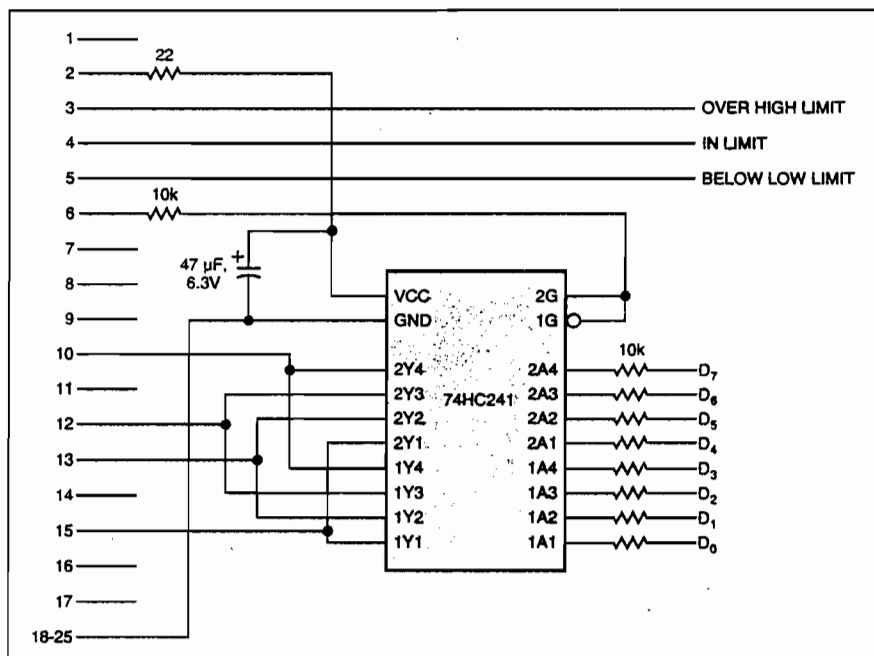 1
22
2
3
OVER HIGH LIMIT
4
IN LIMIT
5
BELOW LOW LIMIT
10k
6
7
47 µF,
6.3V
+
8
9
VCC
2G
GND
1G
10
10k
2Y4
2A4
D7
11
2Y3
74HC241
2A3
D6
12
2Y2
2A2
D5
13
2Y1
2A1
D4
1Y4
1A4
D3
14
1Y3
1A3
D2
15
1Y2
1A2
D1
1Y1
1A1
D0
16
17
18-25